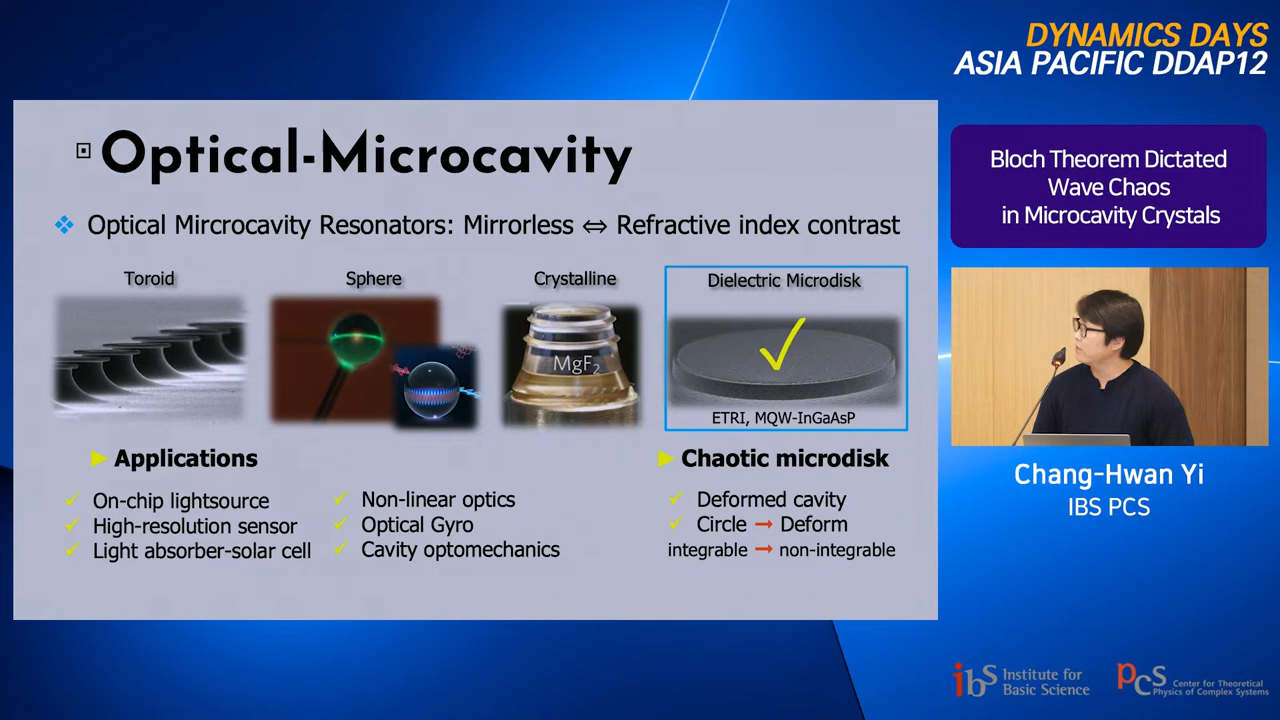 DYNAMICS DAYS
ASIA PACIFIC DDAP12
Optical-Microcavity
Optical Mircrocavity Resonators: Mirrorless ⇔ Refractive index contrast
Toroid
Sphere
Crystalline
MgF₂
Dielectric Microdisk
ETRI, MQW-InGaAsP
Applications
On-chip lightsource
High-resolution sensor
Light absorber-solar cell
Non-linear optics
Optical Gyro
Cavity optomechanics
Chaotic microdisk
Deformed cavity
Circle → Deform
integrable → non-integrable
Bloch Theorem Dictated
Wave Chaos
in Microcavity Crystals
Chang-Hwan Yi
IBS PCS
ibS Institute for
Basic Science
pcs Center for Theoretical
Physics of Complex Systems